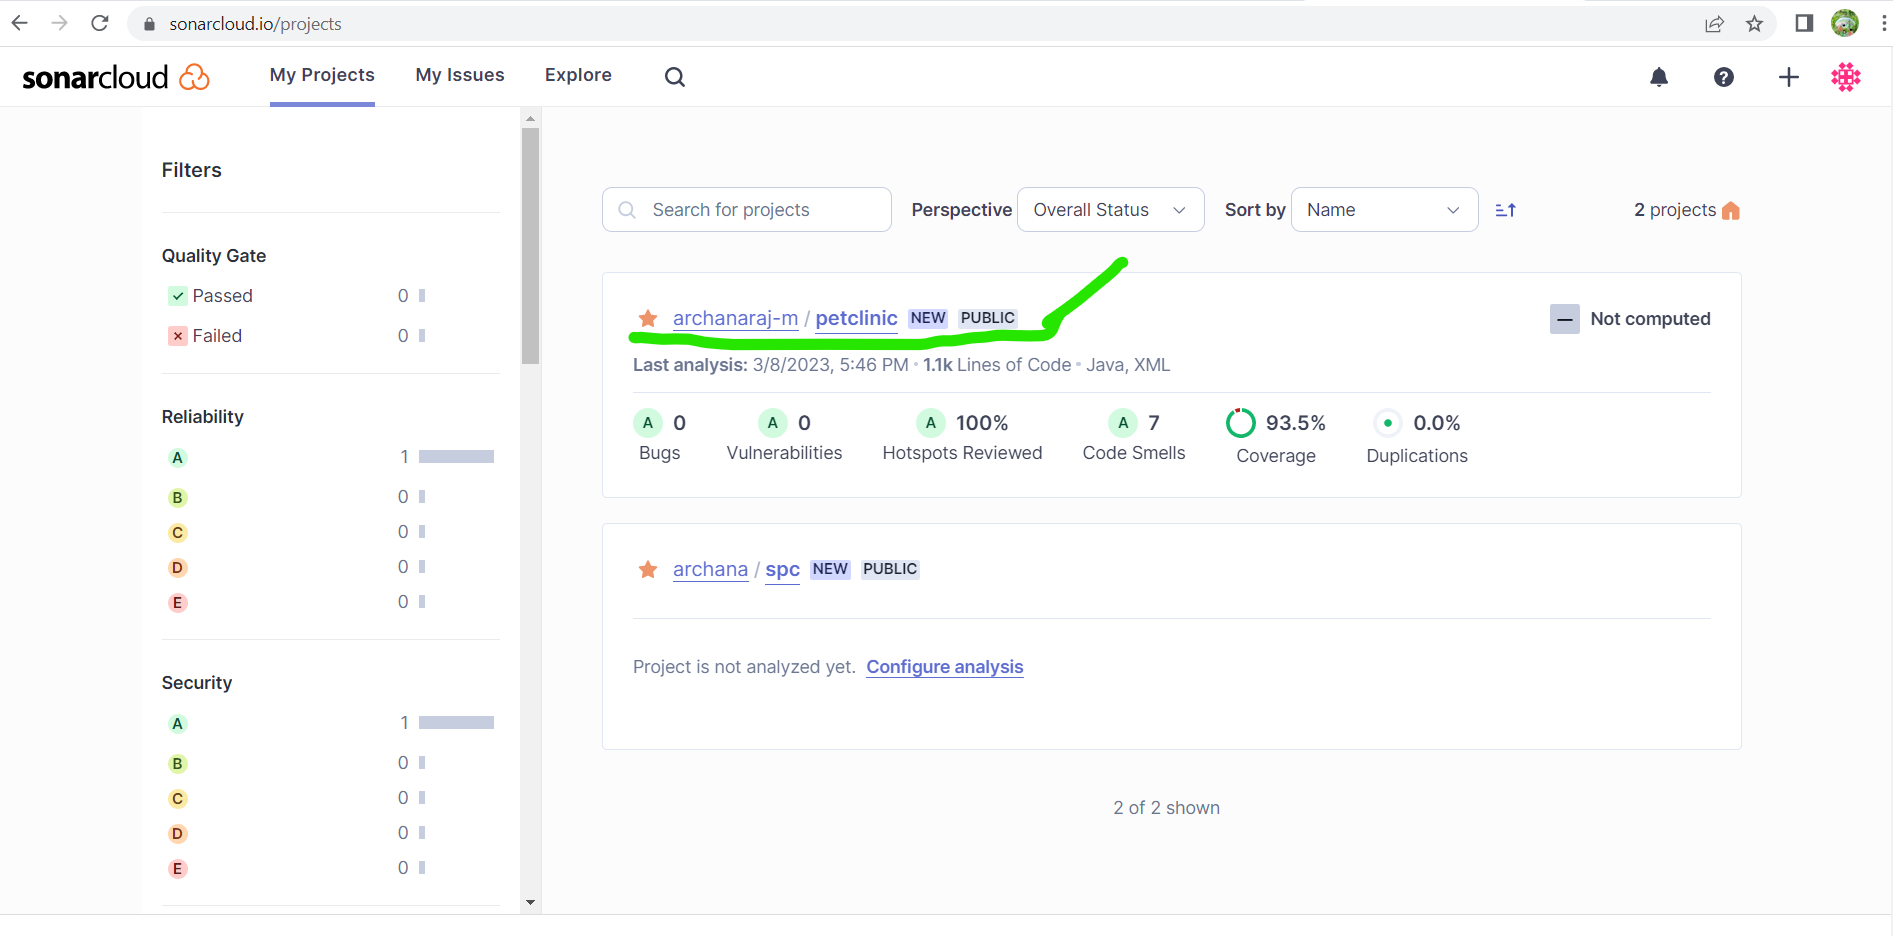 sonarcloud.io/projects
sonarcloud My Projects My Issues Explore
Filters
Quality Gate
Passed 0
Failed 0
Reliability
A 1
B 0
C 0
D 0
E 0
Security
A 1
B 0
C 0
D 0
E 0
Search for projects Perspective Overall Status Sort by Name 2 projects
archanaraj-m / petclinic NEW PUBLIC Not computed
Last analysis: 3/8/2023, 5:46 PM • 1.1k Lines of Code • Java, XML
A 0 A 0 A 100% A 7 93.5% 0.0%
Bugs Vulnerabilities Hotspots Reviewed Code Smells Coverage Duplications
archana / spc NEW PUBLIC
Project is not analyzed yet. Configure analysis
2 of 2 shown